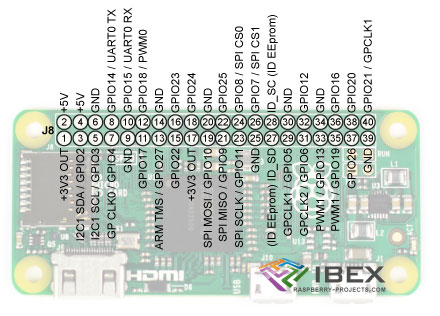 +5V
+5V
GND
GPIO14 / UART0 TX
GPIO15 / UART0 RX
GPIO18 / PWM0
GND
GPIO23
GPIO24
GND
GPIO25
GPIO8 / SPI CS0
GPIO7 / SPI CS1
ID_SC (ID EEprom)
GND
GPIO12
GND
GPIO16
GPIO20
GPIO21 / GPCLK1
J8
2 4 6 8 10 12 14 16 18 20 22 24 26 28 30 32 34 36 38 40
1 3 5 7 9 11 13 15 17 19 21 23 25 27 29 31 33 35 37 39
+3V3 OUT
I2C1 SDA / GPIO2
I2C1 SCL / GPIO3
GP CLK0 / GPIO4
GND
GPIO17
ARM TMS / GPIO27
GPIO22
+3V3 OUT
SPI MOSI / GPIO10
SPI MISO / GPIO9
SPI SCLK / GPIO11
GND
(ID EEprom) ID_SD
GPCLK1 / GPIO5
GPCLK2 / GPIO6
PWM1 / GPIO13
PWM1 / GPIO19
GPIO26
GND
RUN
L1
U3
L2
ACT
HDMI
USB
IBEX
RASPBERRY-PROJECTS.COM